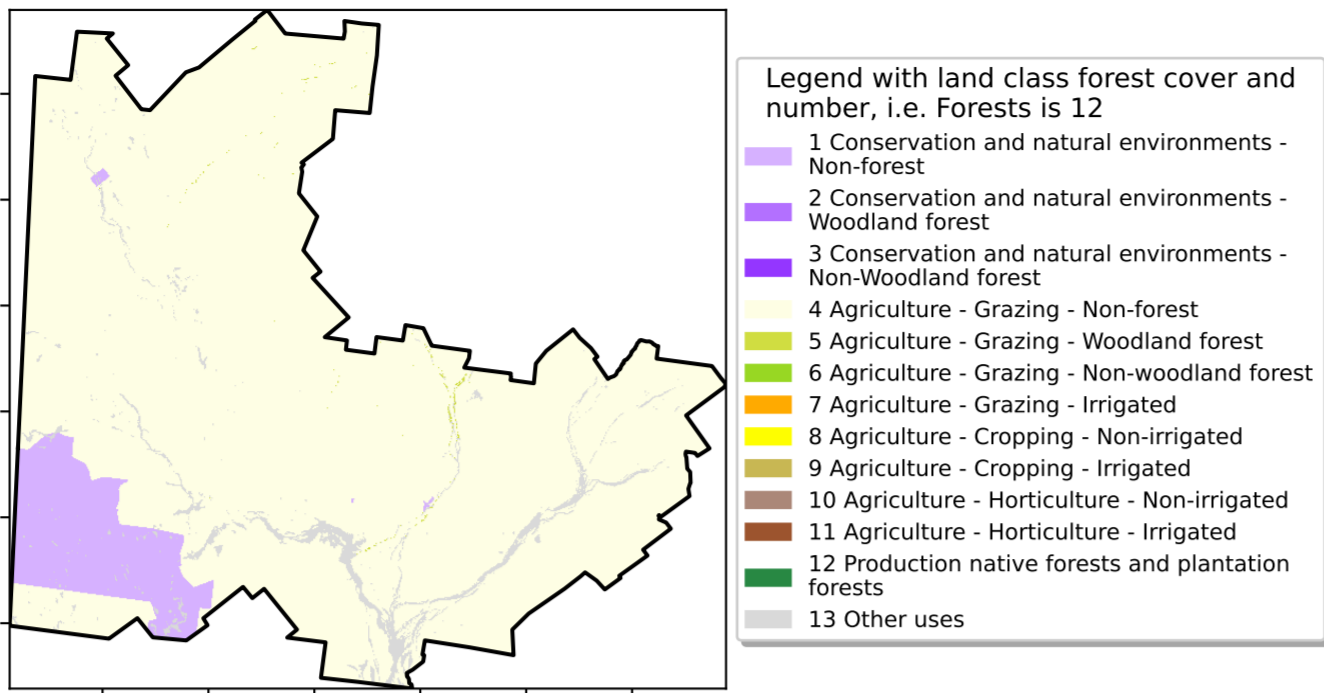 Legend with land class forest cover and
number, i.e. Forests is 12
1 Conservation and natural environments -
Non-forest
2 Conservation and natural environments -
Woodland forest
3 Conservation and natural environments -
Non-Woodland forest
4 Agriculture - Grazing - Non-forest
5 Agriculture - Grazing - Woodland forest
6 Agriculture - Grazing - Non-woodland forest
7 Agriculture - Grazing - Irrigated
8 Agriculture - Cropping - Non-irrigated
9 Agriculture - Cropping - Irrigated
10 Agriculture - Horticulture - Non-irrigated
11 Agriculture - Horticulture - Irrigated
12 Production native forests and plantation
forests
13 Other uses